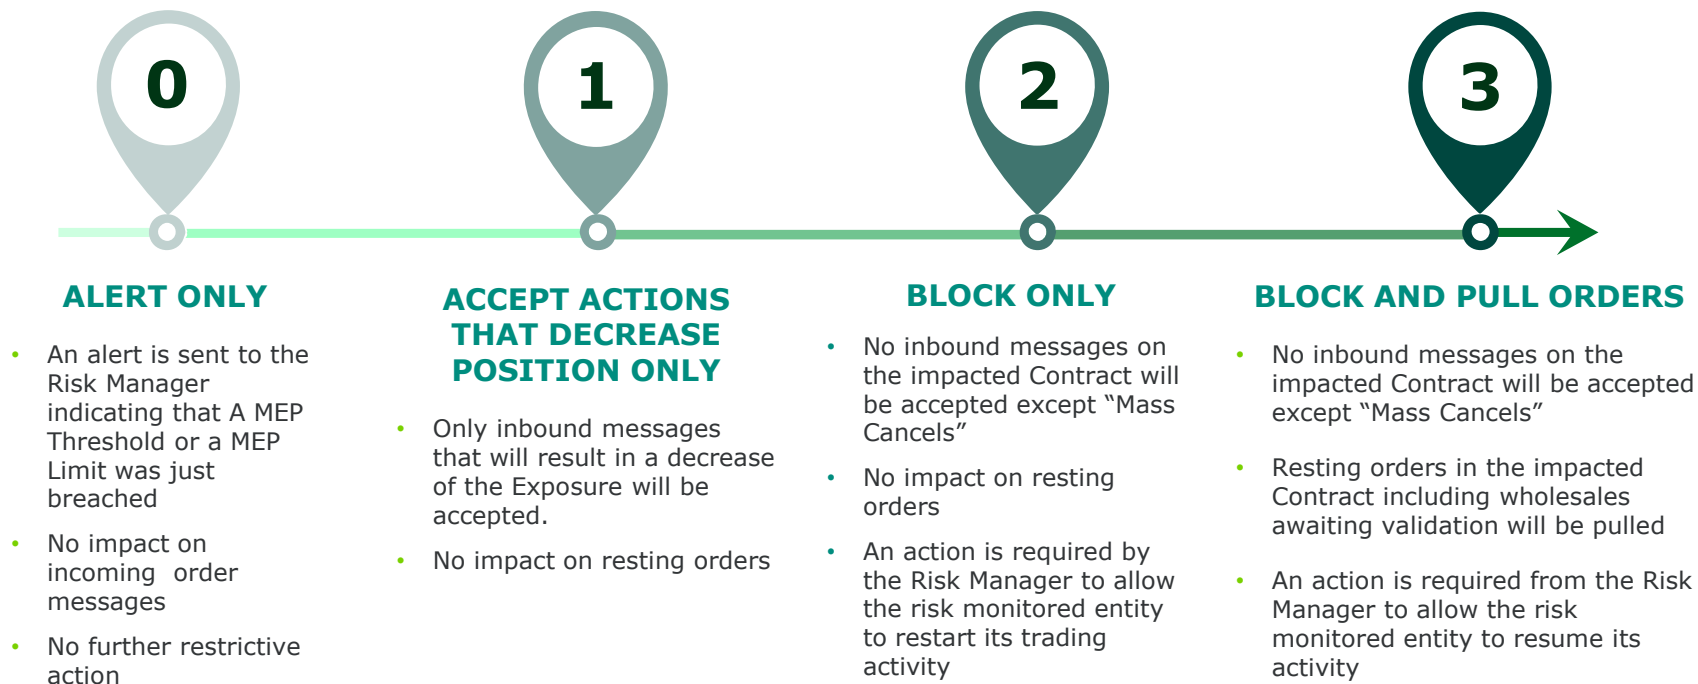 0
ALERT ONLY
• An alert is sent to the
Risk Manager
indicating that A MEP
Threshold or a MEP
Limit was just
breached
• No impact on
incoming order
messages
• No further restrictive
action
1
ACCEPT ACTIONS
THAT DECREASE
POSITION ONLY
• Only inbound messages
that will result in a decrease
of the Exposure will be
accepted.
• No impact on resting orders
2
BLOCK ONLY
• No inbound messages on
the impacted Contract will
be accepted except “Mass
Cancels”
• No impact on resting
orders
• An action is required by
the Risk Manager to allow
the risk monitored entity
to restart its trading
activity
3
BLOCK AND PULL ORDERS
• No inbound messages on the
impacted Contract will be accepted
except “Mass Cancels”
• Resting orders in the impacted
Contract including wholesales
awaiting validation will be pulled
• An action is required from the Risk
Manager to allow the risk
monitored entity to resume its
activity